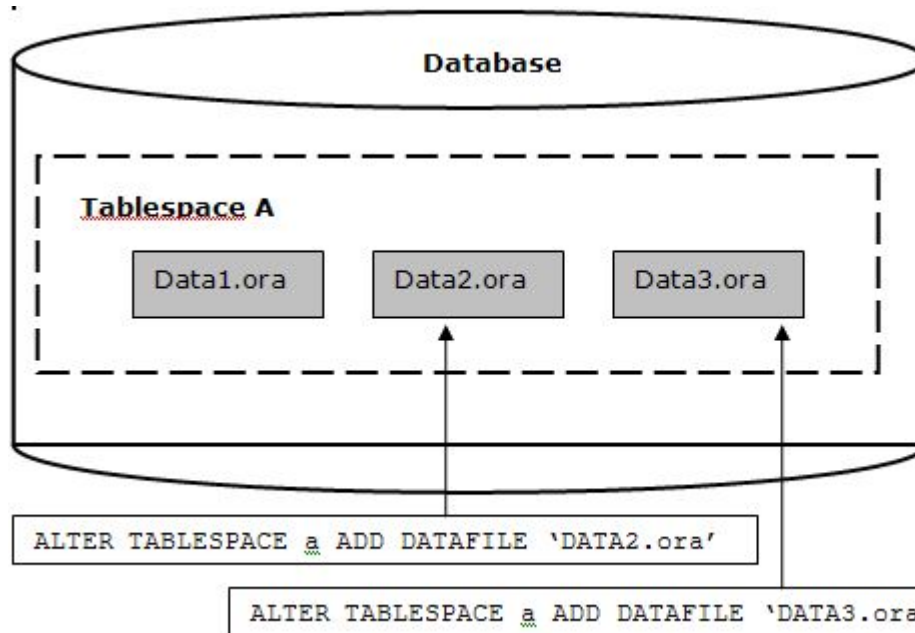 Database
Tablespace A
Data1.ora Data2.ora Data3.ora
ALTER TABLESPACE a ADD DATAFILE ‘DATA2.ora’
ALTER TABLESPACE a ADD DATAFILE ‘DATA3.ora